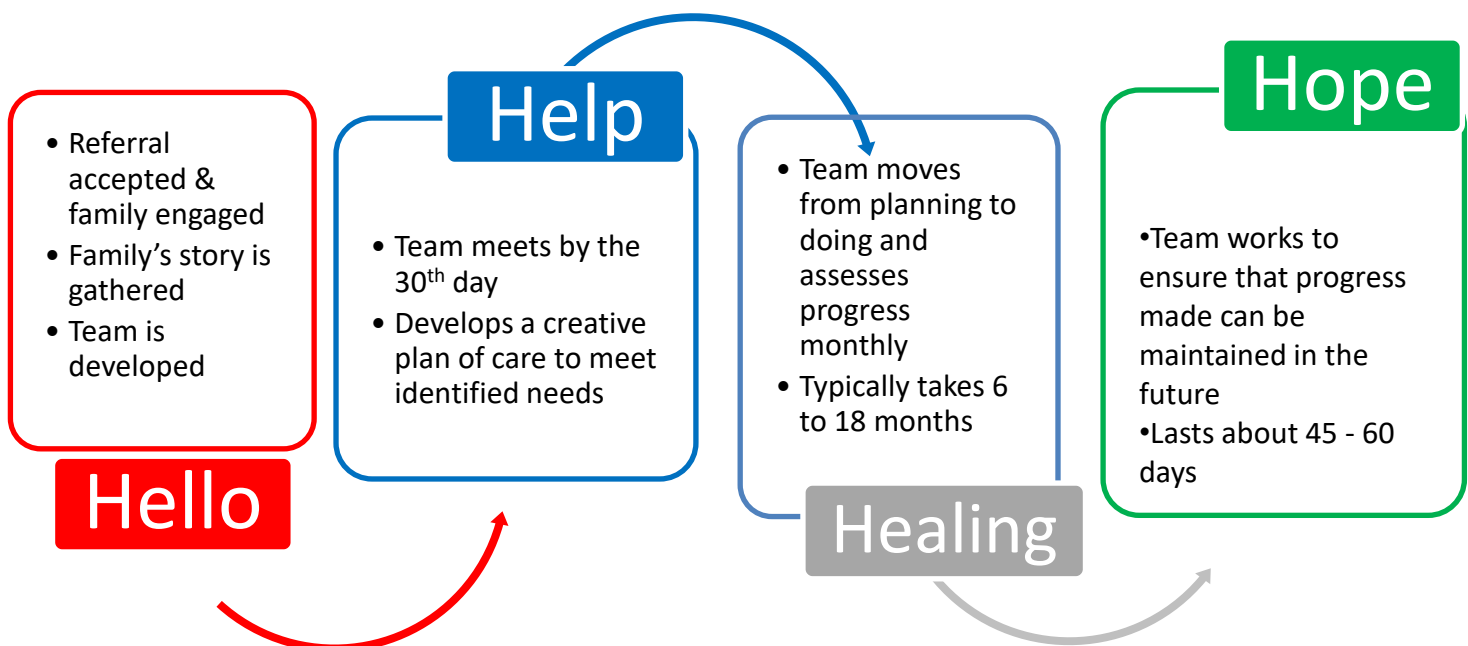 Hello
• Referral
accepted &
family engaged
• Family’s story is
gathered
• Team is
developed
Help
• Team meets by the
30th day
• Develops a creative
plan of care to meet
identified needs
Healing
• Team moves
from planning to
doing and
assesses
progress
monthly
• Typically takes 6
to 18 months
Hope
•Team works to
ensure that progress
made can be
maintained in the
future
•Lasts about 45 - 60
days